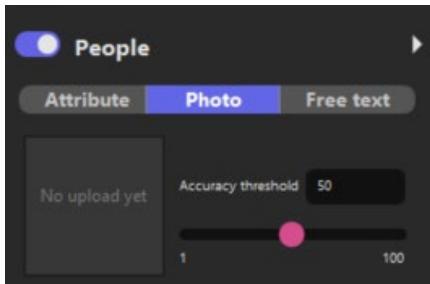 People
Attribute Photo Free text
No upload yet
Accuracy threshold 50
1 100